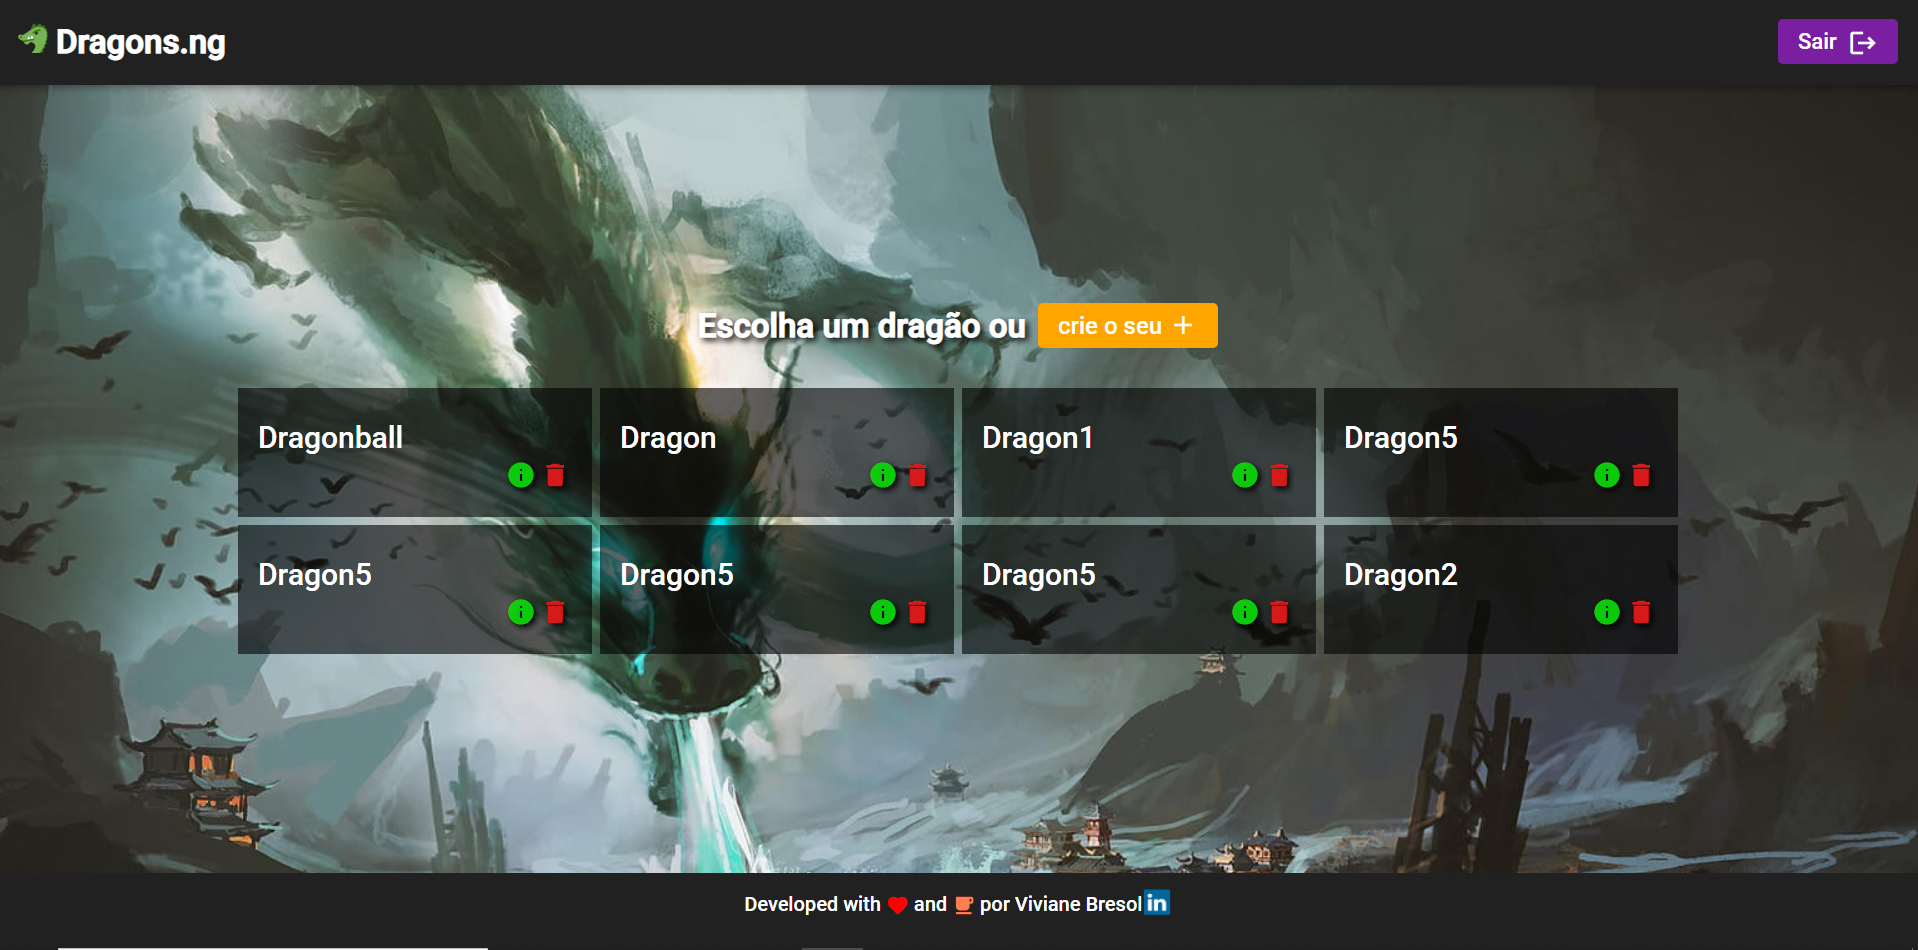 Dragons.ng
Sair
Escolha um dragão ou crie o seu +
Dragonball
Dragon
Dragon1
Dragon5
Dragon5
Dragon5
Dragon5
Dragon2
Developed with and por Viviane Bresol in